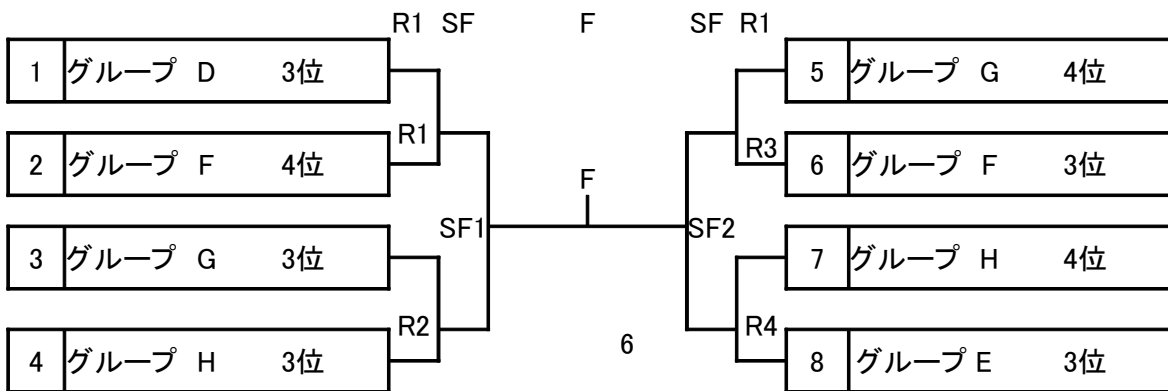 R1 SF F SF R1
1 グループ D 3位 5 グループ G 4位
R1 R3
2 グループ F 4位 6 グループ F 3位
F
SF1 SF2
3 グループ G 3位 7 グループ H 4位
R2 6 R4
4 グループ H 3位 8 グループ E 3位